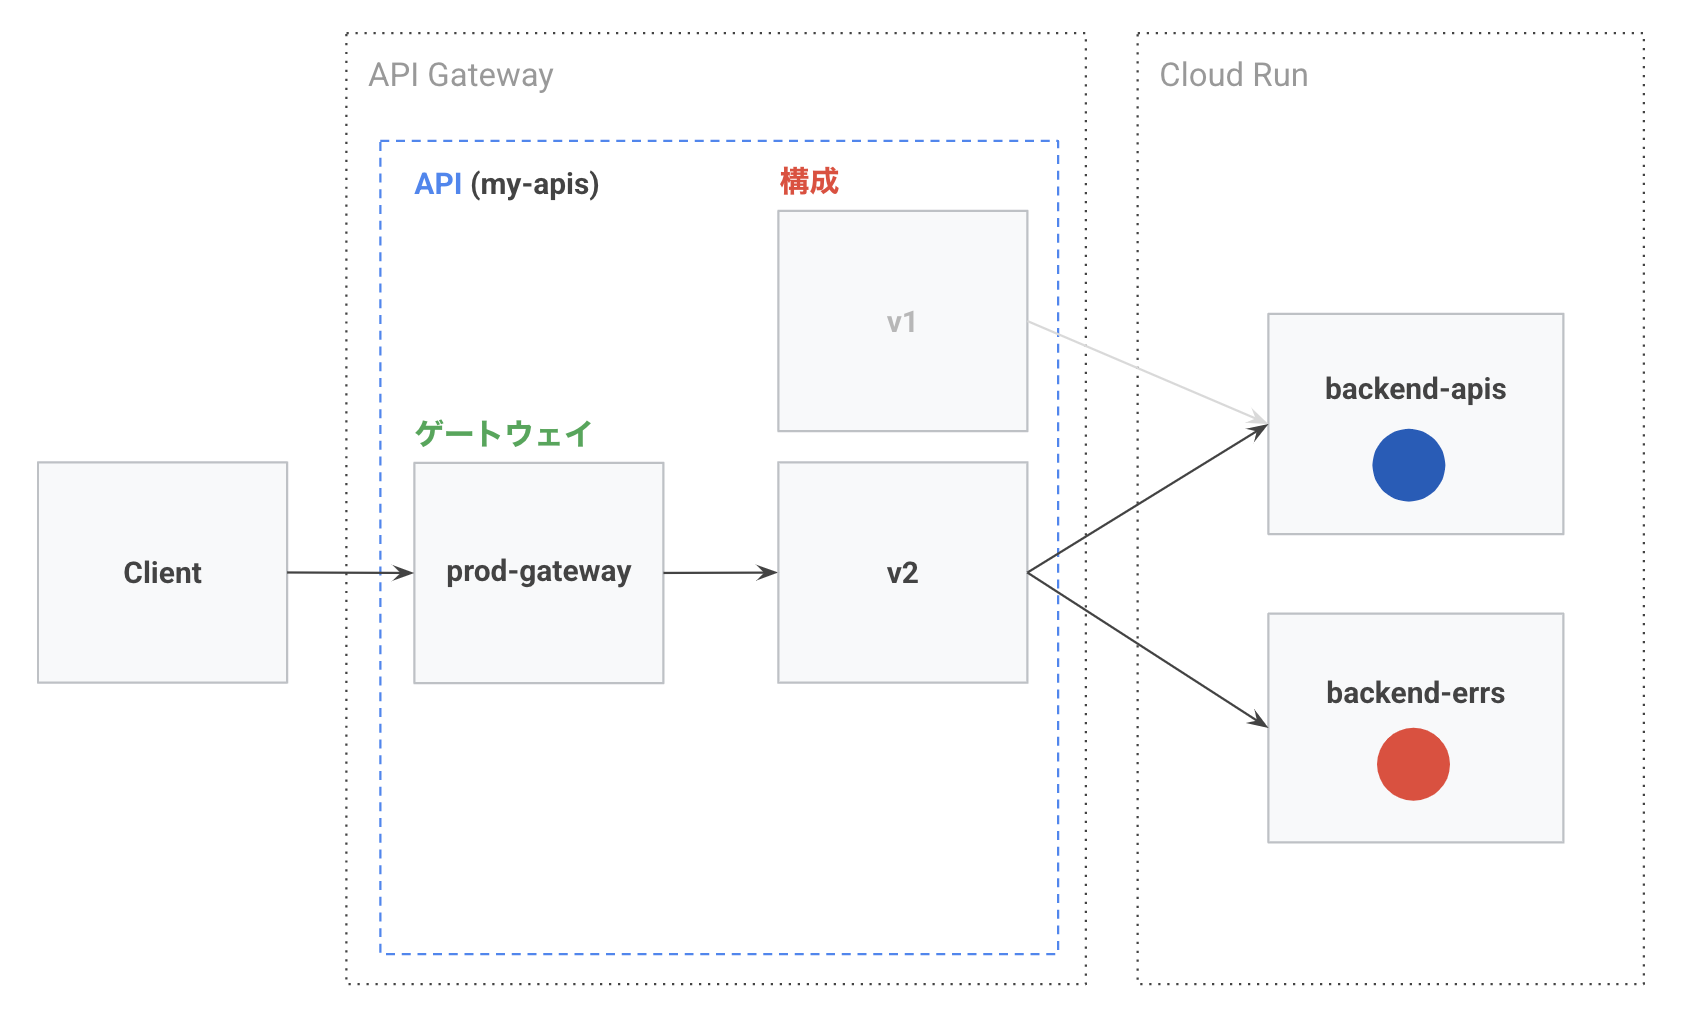 API Gateway
Cloud Run
API (my-apis)
構成
v1
backend-apis
ゲートウェイ
Client
prod-gateway
v2
backend-errs